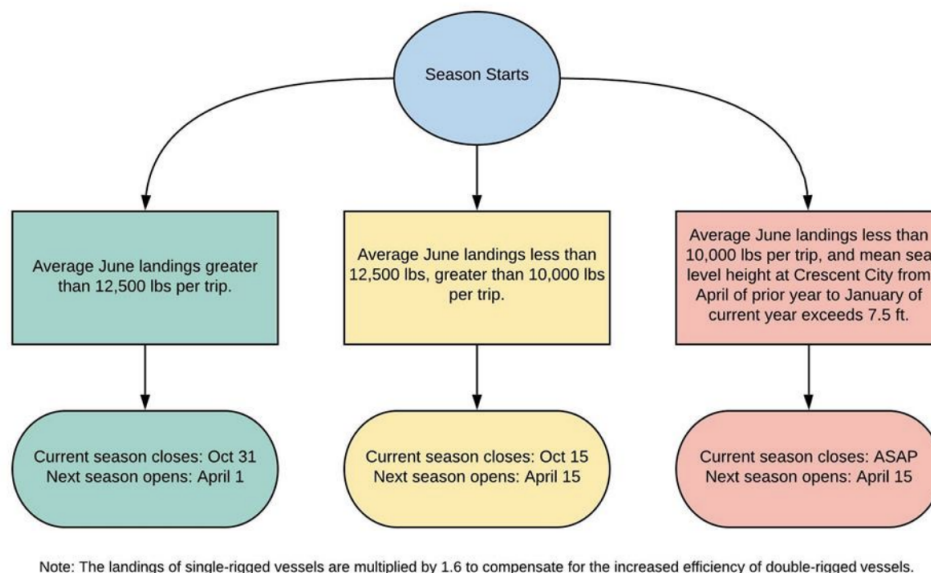 Season Starts
Average June landings greater
than 12,500 lbs per trip.
Average June landings less than
12,500 lbs, greater than 10,000 lbs
per trip.
Average June landings less than
10,000 lbs per trip, and mean sea
level height at Crescent City from
April of prior year to January of
current year exceeds 7.5 ft.
Current season closes: Oct 31
Next season opens: April 1
Current season closes: Oct 15
Next season opens: April 15
Current season closes: ASAP
Next season opens: April 15
Note: The landings of single-rigged vessels are multiplied by 1.6 to compensate for the increased efficiency of double-rigged vessels.